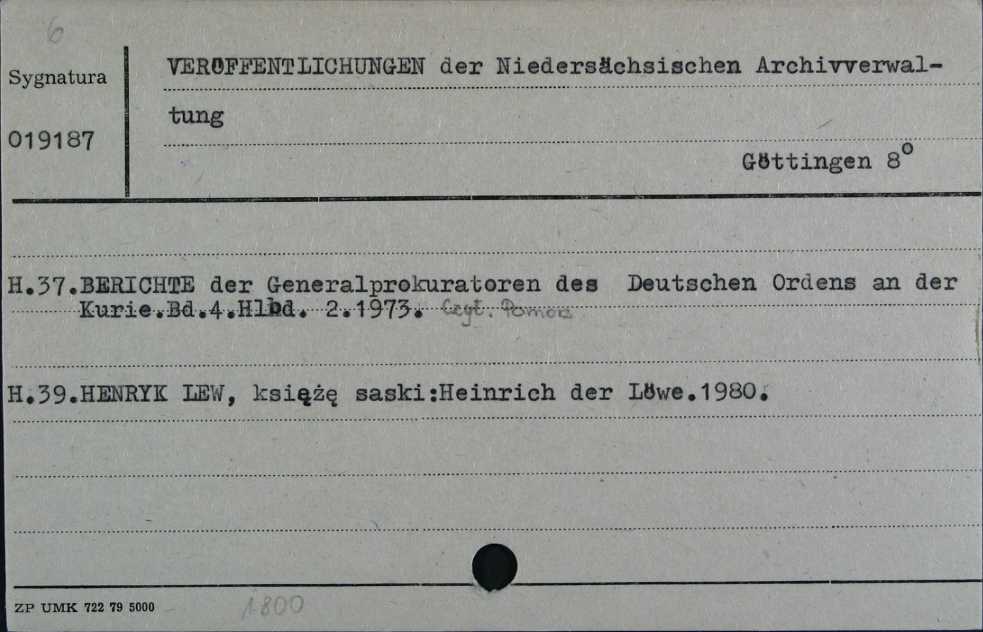 6
Sygnatura
VERÖFFENTLICHUNGEN der Niedersächsischen Archivverwal-
tung
019187
Göttingen 8°
H.37.BERICHTE der Generalprokuratoren des Deutschen Ordens an der
Kurie.Bd.4.Hlbd. 2.1973. Czyt. Pomorz
H.39.HENRYK LEW, książę saski:Heinrich der Löwe.1980.
ZP UMK 722 79 5000
1800